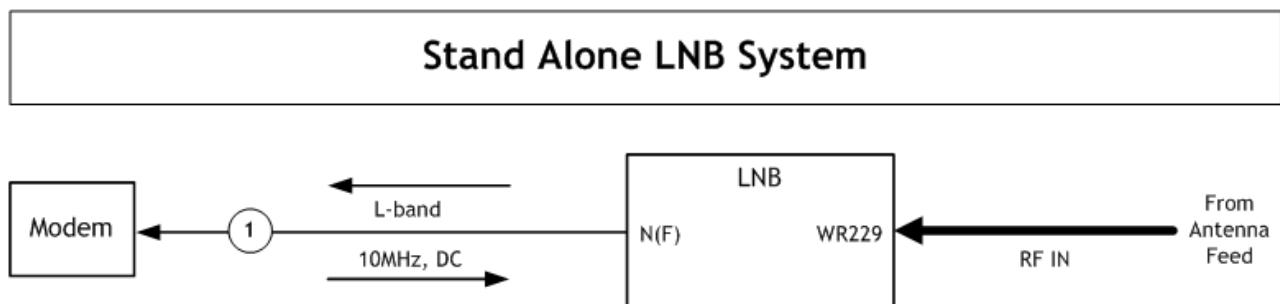 Stand Alone LNB System
LNB
Modem
1
L-band
10MHz, DC
N(F)
WR229
RF IN
From
Antenna
Feed